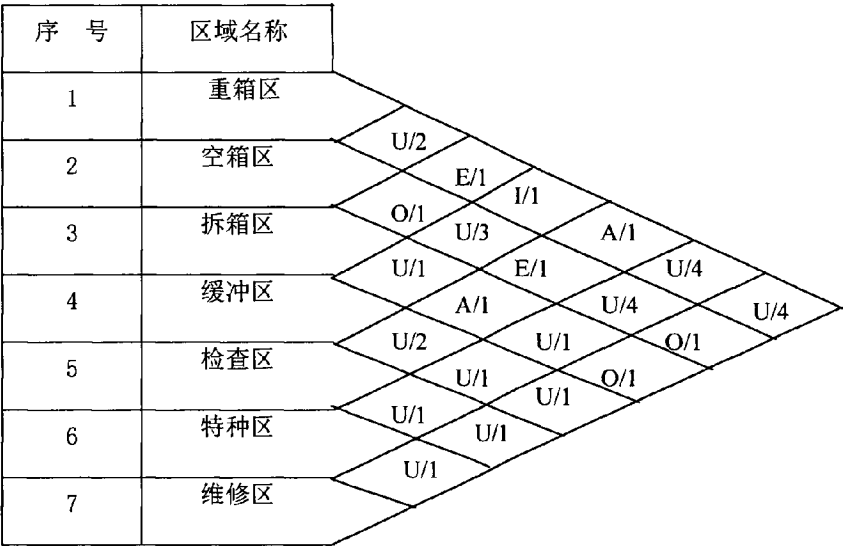 序 号 区域名称
1 重箱区
U/2
2 空箱区
E/1 I/1
O/1 U/3 A/1
3 拆箱区
U/1 E/1 U/4
4 缓冲区
A/1 U/4 U/4
U/2 U/1 O/1
5 检查区
U/1 U/1 O/1
6 特种区
U/1 U/1
U/1
7 维修区